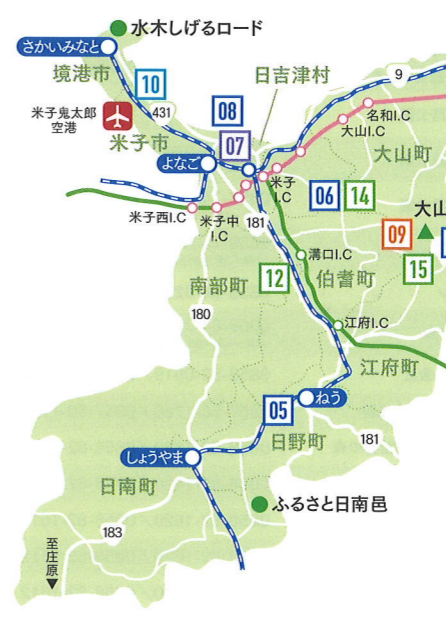 水木しげるロード
さかいみなと
境港市
10
日吉津村
9
米子鬼太郎
空港
431
08
名和I.C
大山I.C
米子市
07
大山町
よなご
米子
I.C
06
14
米子西I.C
米子中
I.C
181
大山
09
溝口I.C
15
南部町
12
伯耆町
180
江府I.C
江府町
05
ねう
日野町
181
しょうやま
日南町
ふるさと日南邑
183
至庄原